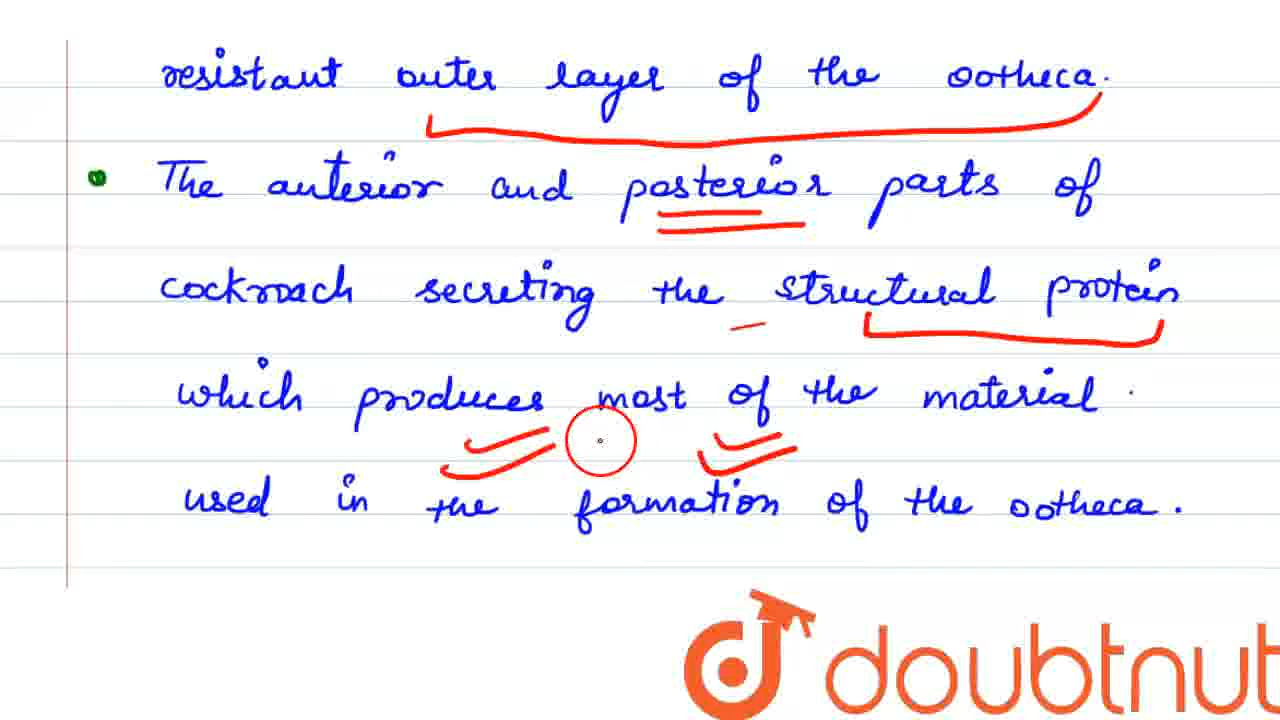 resistant outer layer of the ootheca.
The anterior and posterior parts of
cockroach secreting the structural protein
which produces most of the material.
used in the formation of the ootheca.
doubtnut